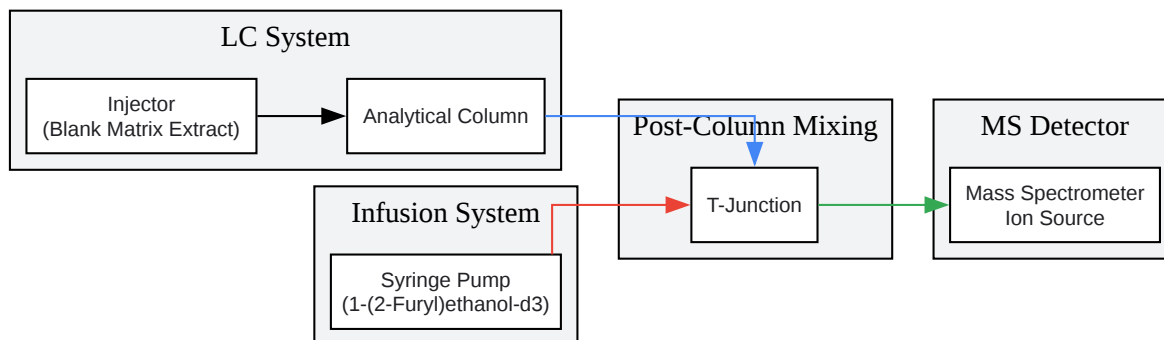 LC System
Injector
(Blank Matrix Extract)
Analytical Column
Post-Column Mixing
T-Junction
MS Detector
Mass Spectrometer
Ion Source
Infusion System
Syringe Pump
(1-(2-Furyl)ethanol-d3)